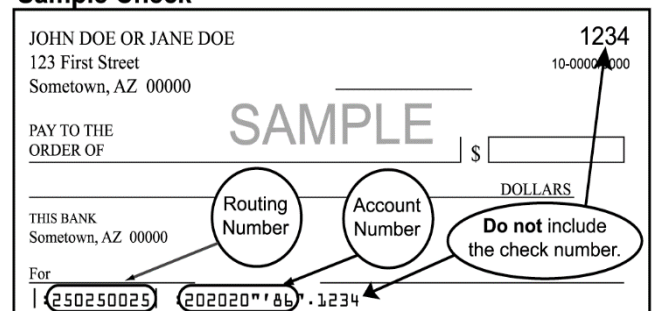 Sample Check
JOHN DOE OR JANE DOE
1234
123 First Street
10-0000/0000
Sometown, AZ 00000
SAMPLE
PAY TO THE
ORDER OF
$
DOLLARS
Routing
Number
Account
Number
Do not include
the check number.
THIS BANK
Sometown, AZ 00000
For
|:250250025| :202020"'86".1234